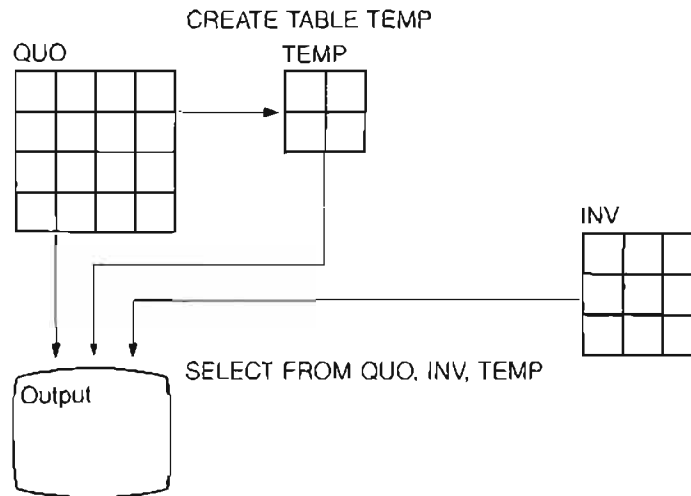 CREATE TABLE TEMP
QUO
TEMP
INV
SELECT FROM QUO, INV, TEMP
Output